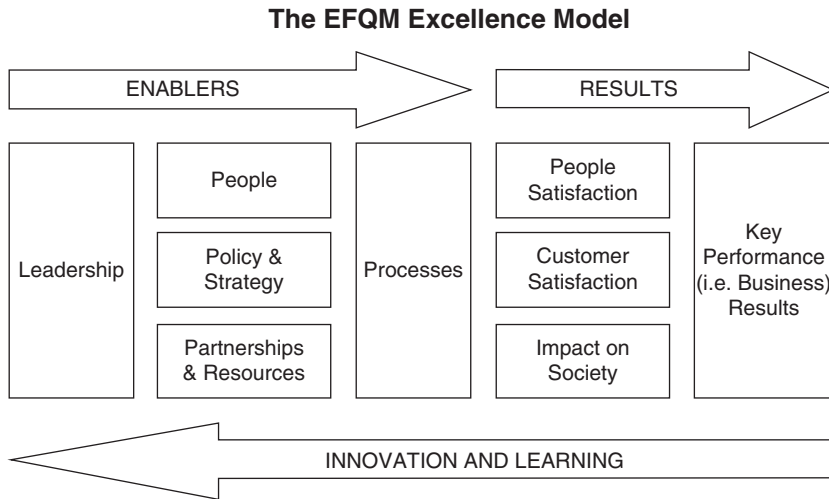 The EFQM Excellence Model
ENABLERS
RESULTS
Leadership
People
Policy &
Strategy
Partnerships
& Resources
Processes
People
Satisfaction
Customer
Satisfaction
Impact on
Society
Key
Performance
(i.e. Business)
Results
INNOVATION AND LEARNING